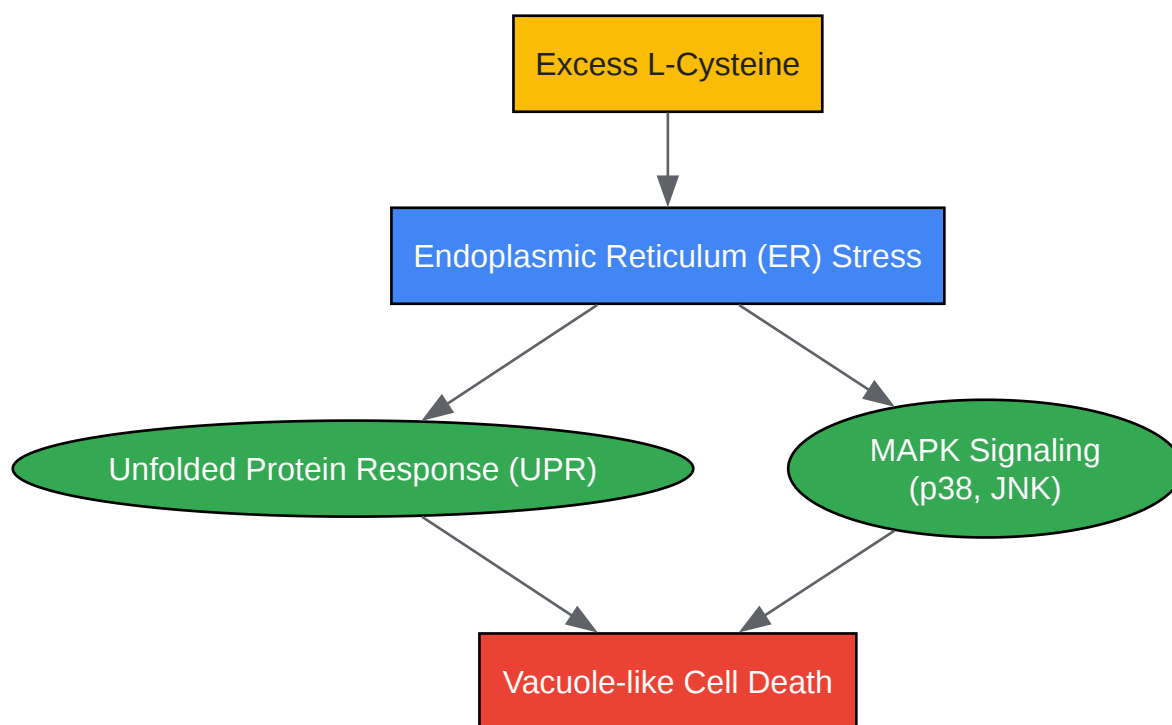 Excess L-Cysteine
Endoplasmic Reticulum (ER) Stress
Unfolded Protein Response (UPR)
MAPK Signaling
(p38, JNK)
Vacuole-like Cell Death